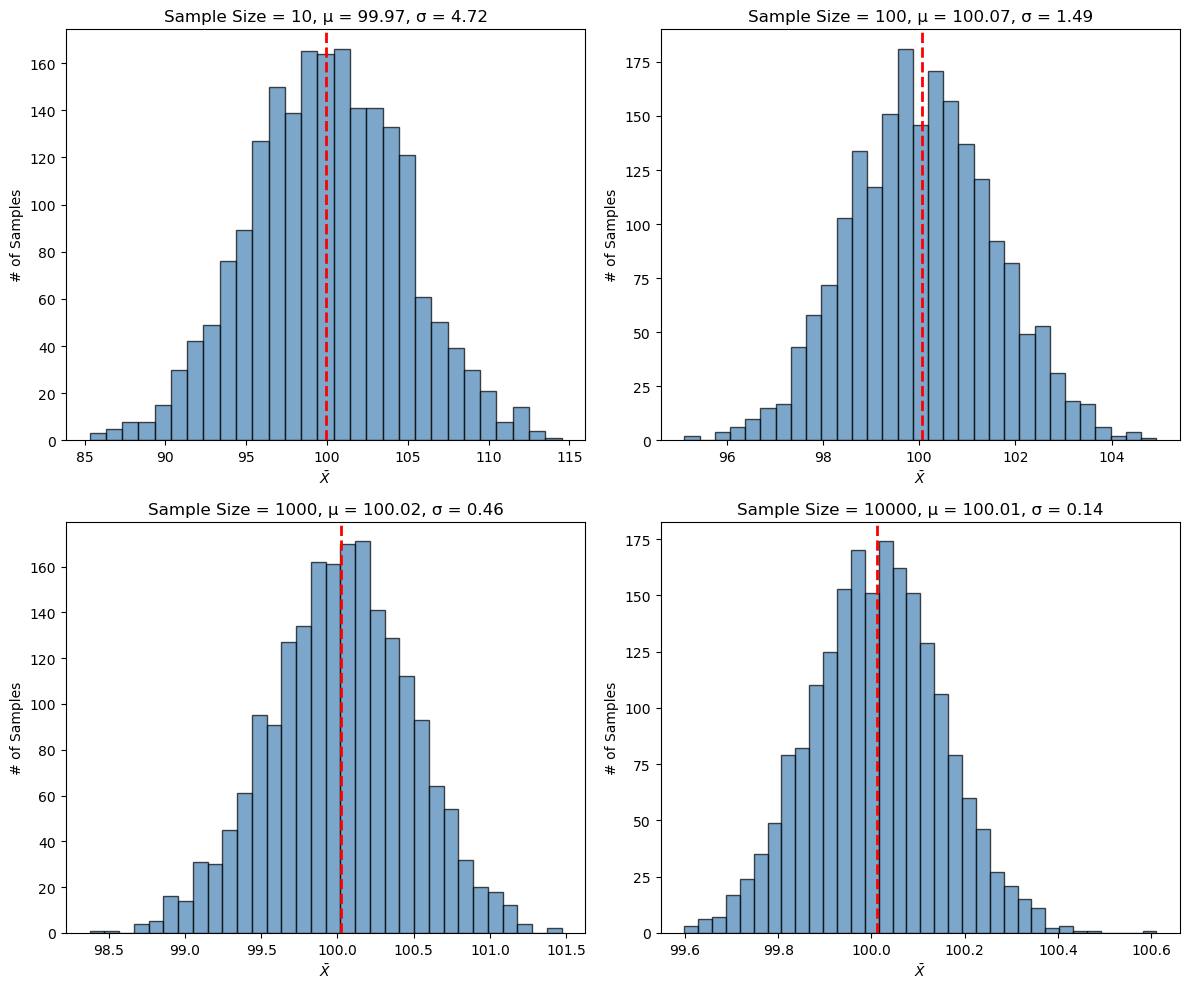 Sample Size = 10, μ = 99.97, σ = 4.72
# of Samples
160
140
120
100
80
60
40
20
0
85 90 95 100 105 110 115
X̄
Sample Size = 100, μ = 100.07, σ = 1.49
# of Samples
175
150
125
100
75
50
25
0
96 98 100 102 104
X̄
Sample Size = 1000, μ = 100.02, σ = 0.46
# of Samples
160
140
120
100
80
60
40
20
0
98.5 99.0 99.5 100.0 100.5 101.0 101.5
X̄
Sample Size = 10000, μ = 100.01, σ = 0.14
# of Samples
175
150
125
100
75
50
25
0
99.6 99.8 100.0 100.2 100.4 100.6
X̄